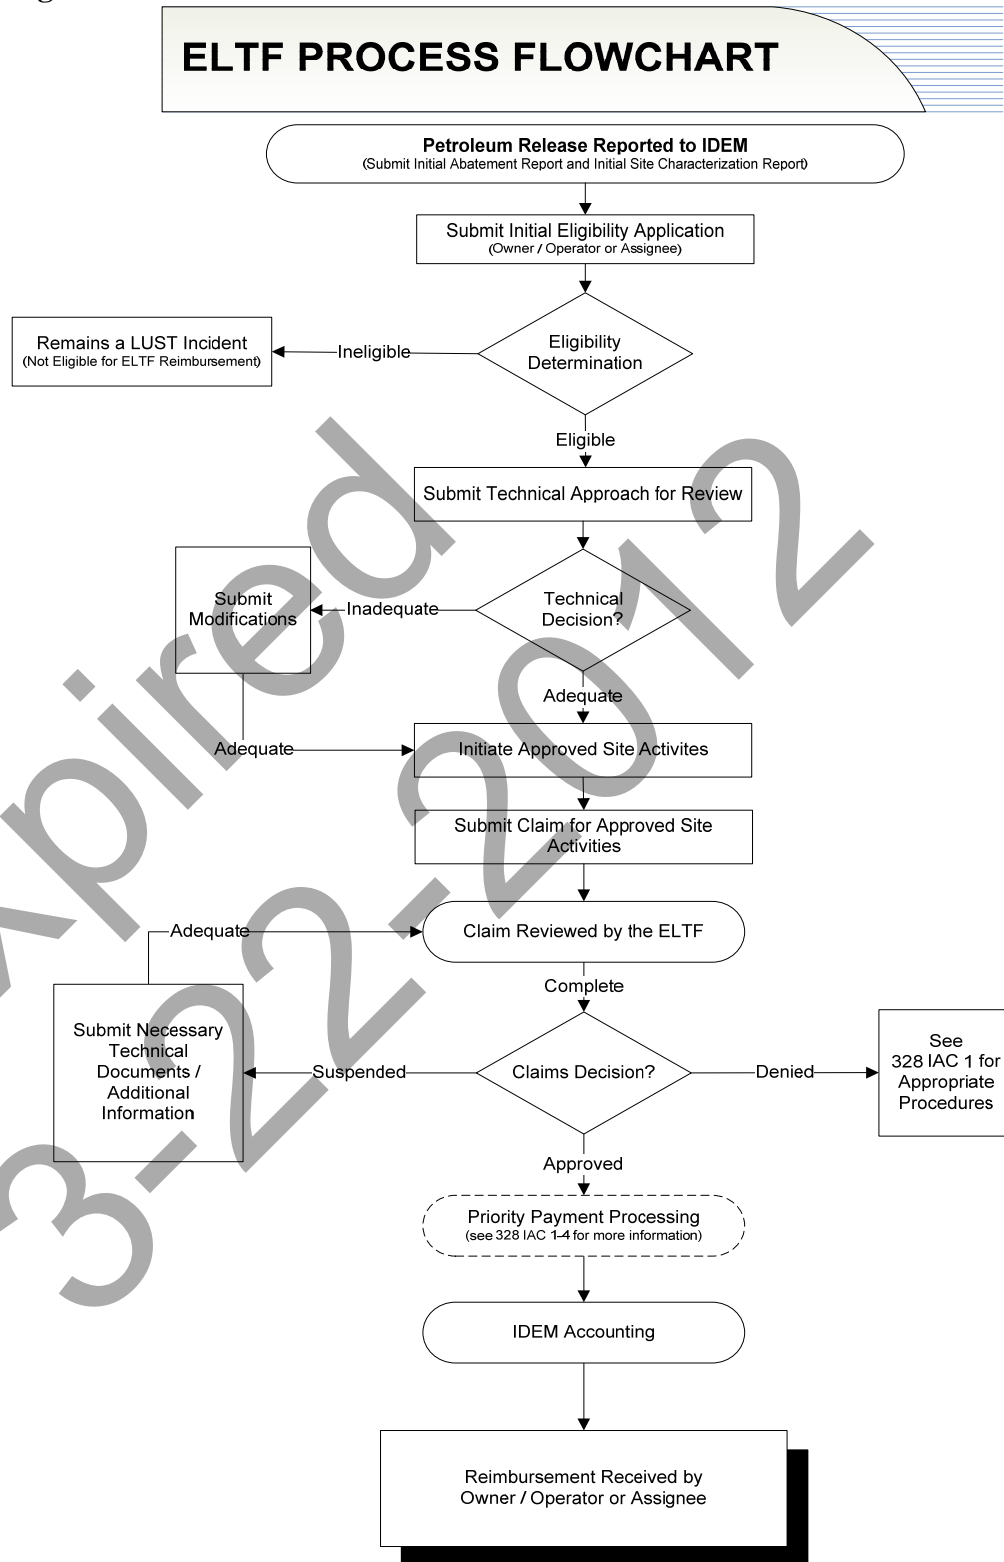 ELTF PROCESS FLOWCHART
Petroleum Release Reported to IDEM
(Submit Initial Abatement Report and Initial Site Characterization Report)
Submit Initial Eligibility Application
(Owner / Operator or Assignee)
Eligibility
Determination
Ineligible
Remains a LUST Incident
(Not Eligible for ELTF Reimbursement)
Eligible
Submit Technical Approach for Review
Technical
Decision?
Inadequate
Submit
Modifications
Adequate
Adequate
Initiate Approved Site Activites
Submit Claim for Approved Site
Activities
Adequate
Claim Reviewed by the ELTF
Complete
Claims Decision?
Suspended
Submit Necessary
Technical
Documents /
Additional
Information
Denied
See
328 IAC 1 for
Appropriate
Procedures
Approved
Priority Payment Processing
(see 328 IAC 1-4 for more information)
IDEM Accounting
Reimbursement Received by
Owner / Operator or Assignee
xpired
3-22-2012